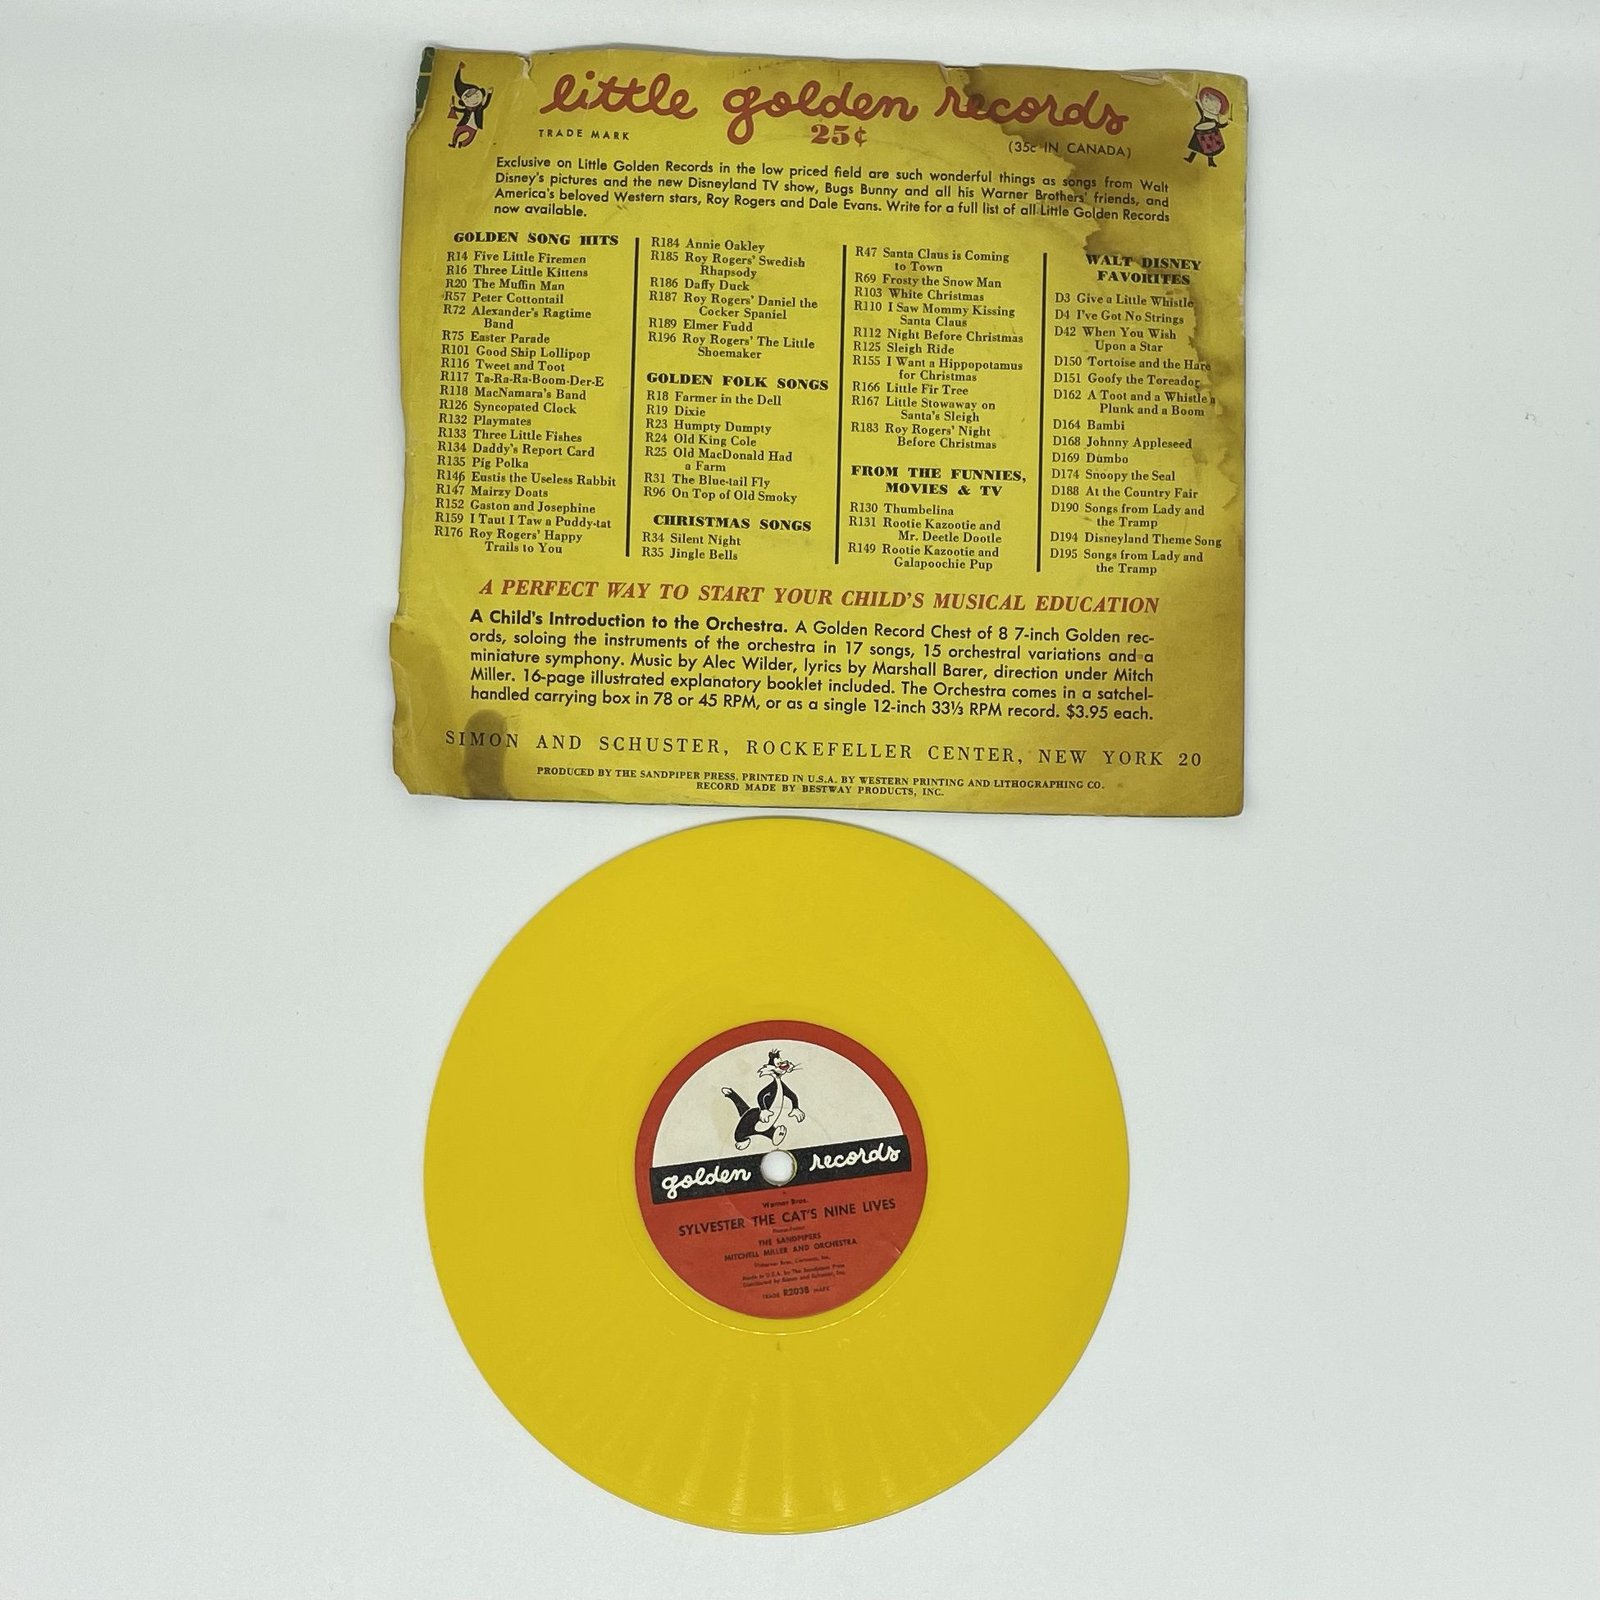 little golden records
TRADE MARK
25¢
(35c IN CANADA)
Exclusive on Little Golden Records in the low priced field are such wonderful things as songs from Walt
Disney's pictures and the new Disneyland TV show, Bugs Bunny and all his Warner Brothers' friends, and
America's beloved Western stars, Roy Rogers and Dale Evans. Write for a full list of all Little Golden Records
now available.
GOLDEN SONG HITS
R14 Five Little Firemen
R16 Three Little Kittens
R20 The Muffin Man
R57 Peter Cottontail
R72 Alexander's Ragtime
Band
R75 Easter Parade
R101 Good Ship Lollipop
R116 Tweet and Toot
R117 Ta-Ra-Ra-Boom-Der-E
R118 MacNamara's Band
R126 Syncopated Clock
R132 Playmates
R133 Three Little Fishes
R134 Daddy's Report Card
R135 Pig Polka
R146 Eustis the Useless Rabbit
R147 Mairzy Doats
R152 Gaston and Josephine
R159 I Taut I Taw a Puddy-tat
R176 Roy Rogers' Happy
Trails to You
R184 Annie Oakley
R185 Roy Rogers' Swedish
Rhapsody
R186 Daffy Duck
R187 Roy Rogers' Daniel the
Cocker Spaniel
R189 Elmer Fudd
R196 Roy Rogers' The Little
Shoemaker
GOLDEN FOLK SONGS
R18 Farmer in the Dell
R19 Dixie
R23 Humpty Dumpty
R24 Old King Cole
R25 Old MacDonald Had
a Farm
R31 The Blue-tail Fly
R96 On Top of Old Smoky
CHRISTMAS SONGS
R34 Silent Night
R35 Jingle Bells
R47 Santa Claus is Coming
to Town
R69 Frosty the Snow Man
R103 White Christmas
R110 I Saw Mommy Kissing
Santa Claus
R112 Night Before Christmas
R125 Sleigh Ride
R155 I Want a Hippopotamus
for Christmas
R166 Little Fir Tree
R167 Little Stowaway on
Santa's Sleigh
R183 Roy Rogers' Night
Before Christmas
FROM THE FUNNIES,
MOVIES & TV
R130 Thumbelina
R131 Rootie Kazootie and
Mr. Deetle Dootle
R149 Rootie Kazootie and
Galapoochie Pup
WALT DISNEY
FAVORITES
D3 Give a Little Whistle
D4 I've Got No Strings
D42 When You Wish
Upon a Star
D150 Tortoise and the Hare
D151 Goofy the Toreador
D162 A Toot and a Whistle a
Plunk and a Boom
D164 Bambi
D168 Johnny Appleseed
D169 Dumbo
D174 Snoopy the Seal
D188 At the Country Fair
D190 Songs from Lady and
the Tramp
D194 Disneyland Theme Song
D195 Songs from Lady and
the Tramp
A PERFECT WAY TO START YOUR CHILD'S MUSICAL EDUCATION
A Child's Introduction to the Orchestra. A Golden Record Chest of 8 7-inch Golden rec-
ords, soloing the instruments of the orchestra in 17 songs, 15 orchestral variations and a
miniature symphony. Music by Alec Wilder, lyrics by Marshall Barer, direction under Mitch
Miller. 16-page illustrated explanatory booklet included. The Orchestra comes in a satchel-
handled carrying box in 78 or 45 RPM, or as a single 12-inch 33⅓ RPM record. $3.95 each.
SIMON AND SCHUSTER, ROCKEFELLER CENTER, NEW YORK 20
PRODUCED BY THE SANDPIPER PRESS, PRINTED IN U.S.A. BY WESTERN PRINTING AND LITHOGRAPHING CO.
RECORD MADE BY BESTWAY PRODUCTS, INC.
golden records
Warner Bros.
SYLVESTER THE CAT'S NINE LIVES
THE SANDPIPERS
MITCHELL MILLER AND ORCHESTRA
Warner Bros. Cartoons, Inc.
Made in U.S.A. by The Sandpiper Press
Distributed by Simon and Schuster, Inc.
TRADE R203B MARK